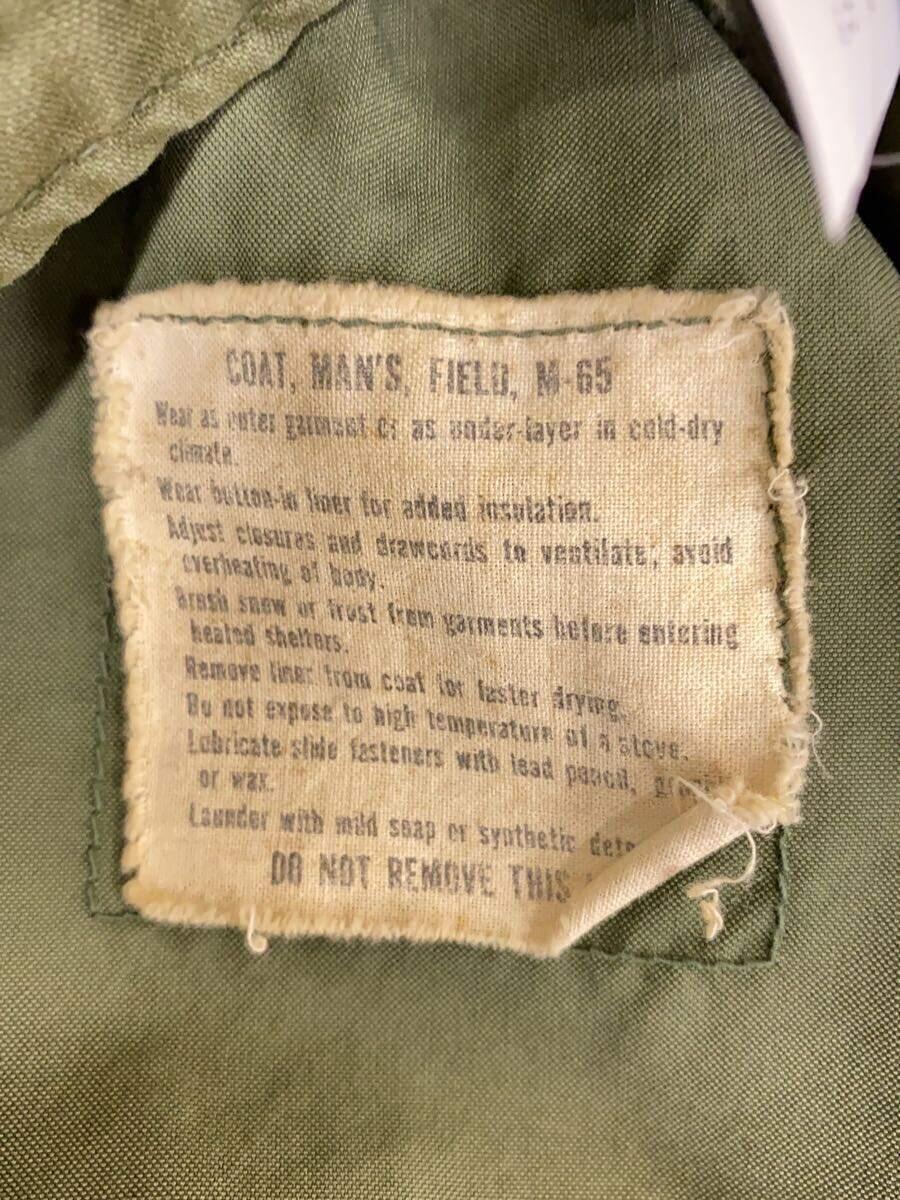 COAT, MAN'S, FIELD, M-65
Wear as outer garment or as under-layer in cold-dry
climate.
Wear button-in liner for added insulation.
Adjust closures and drawcords to ventilate; avoid
overheating of body.
Brush snow or frost from garments before entering
heated shelters.
Remove liner from coat for faster drying.
Do not expose to high temperature of a stove.
Lubricate slide fasteners with lead pencil,
or wax.
Launder with mild soap or synthetic
DO NOT REMOVE THIS